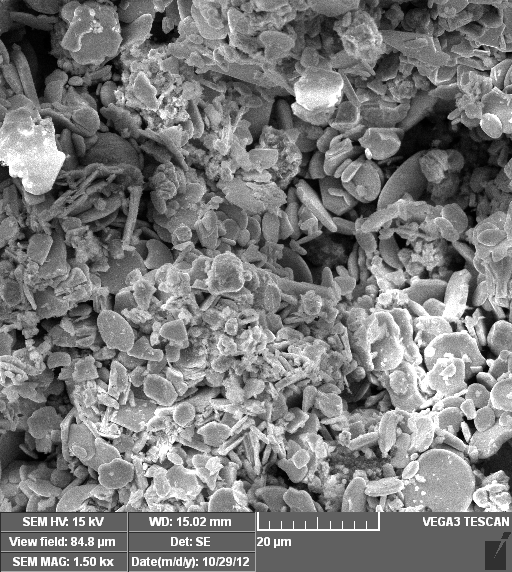 SEM HV: 15 kV WD: 15.02 mm VEGA3 TESCAN
View field: 84.8 µm Det: SE 20 µm
SEM MAG: 1.50 kx Date(m/d/y): 10/29/12